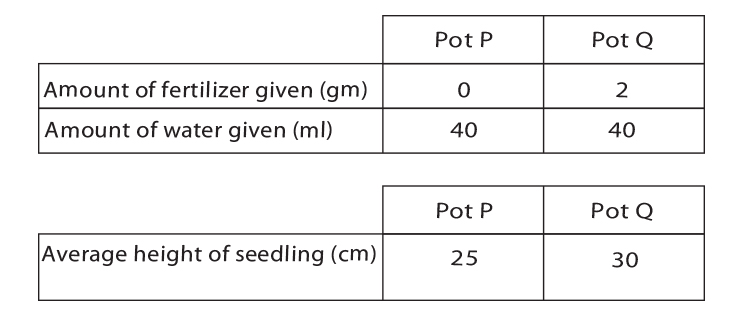 Pot P Pot Q
Amount of fertilizer given (gm) 0 2
Amount of water given (ml) 40 40
Pot P Pot Q
Average height of seedling (cm) 25 30